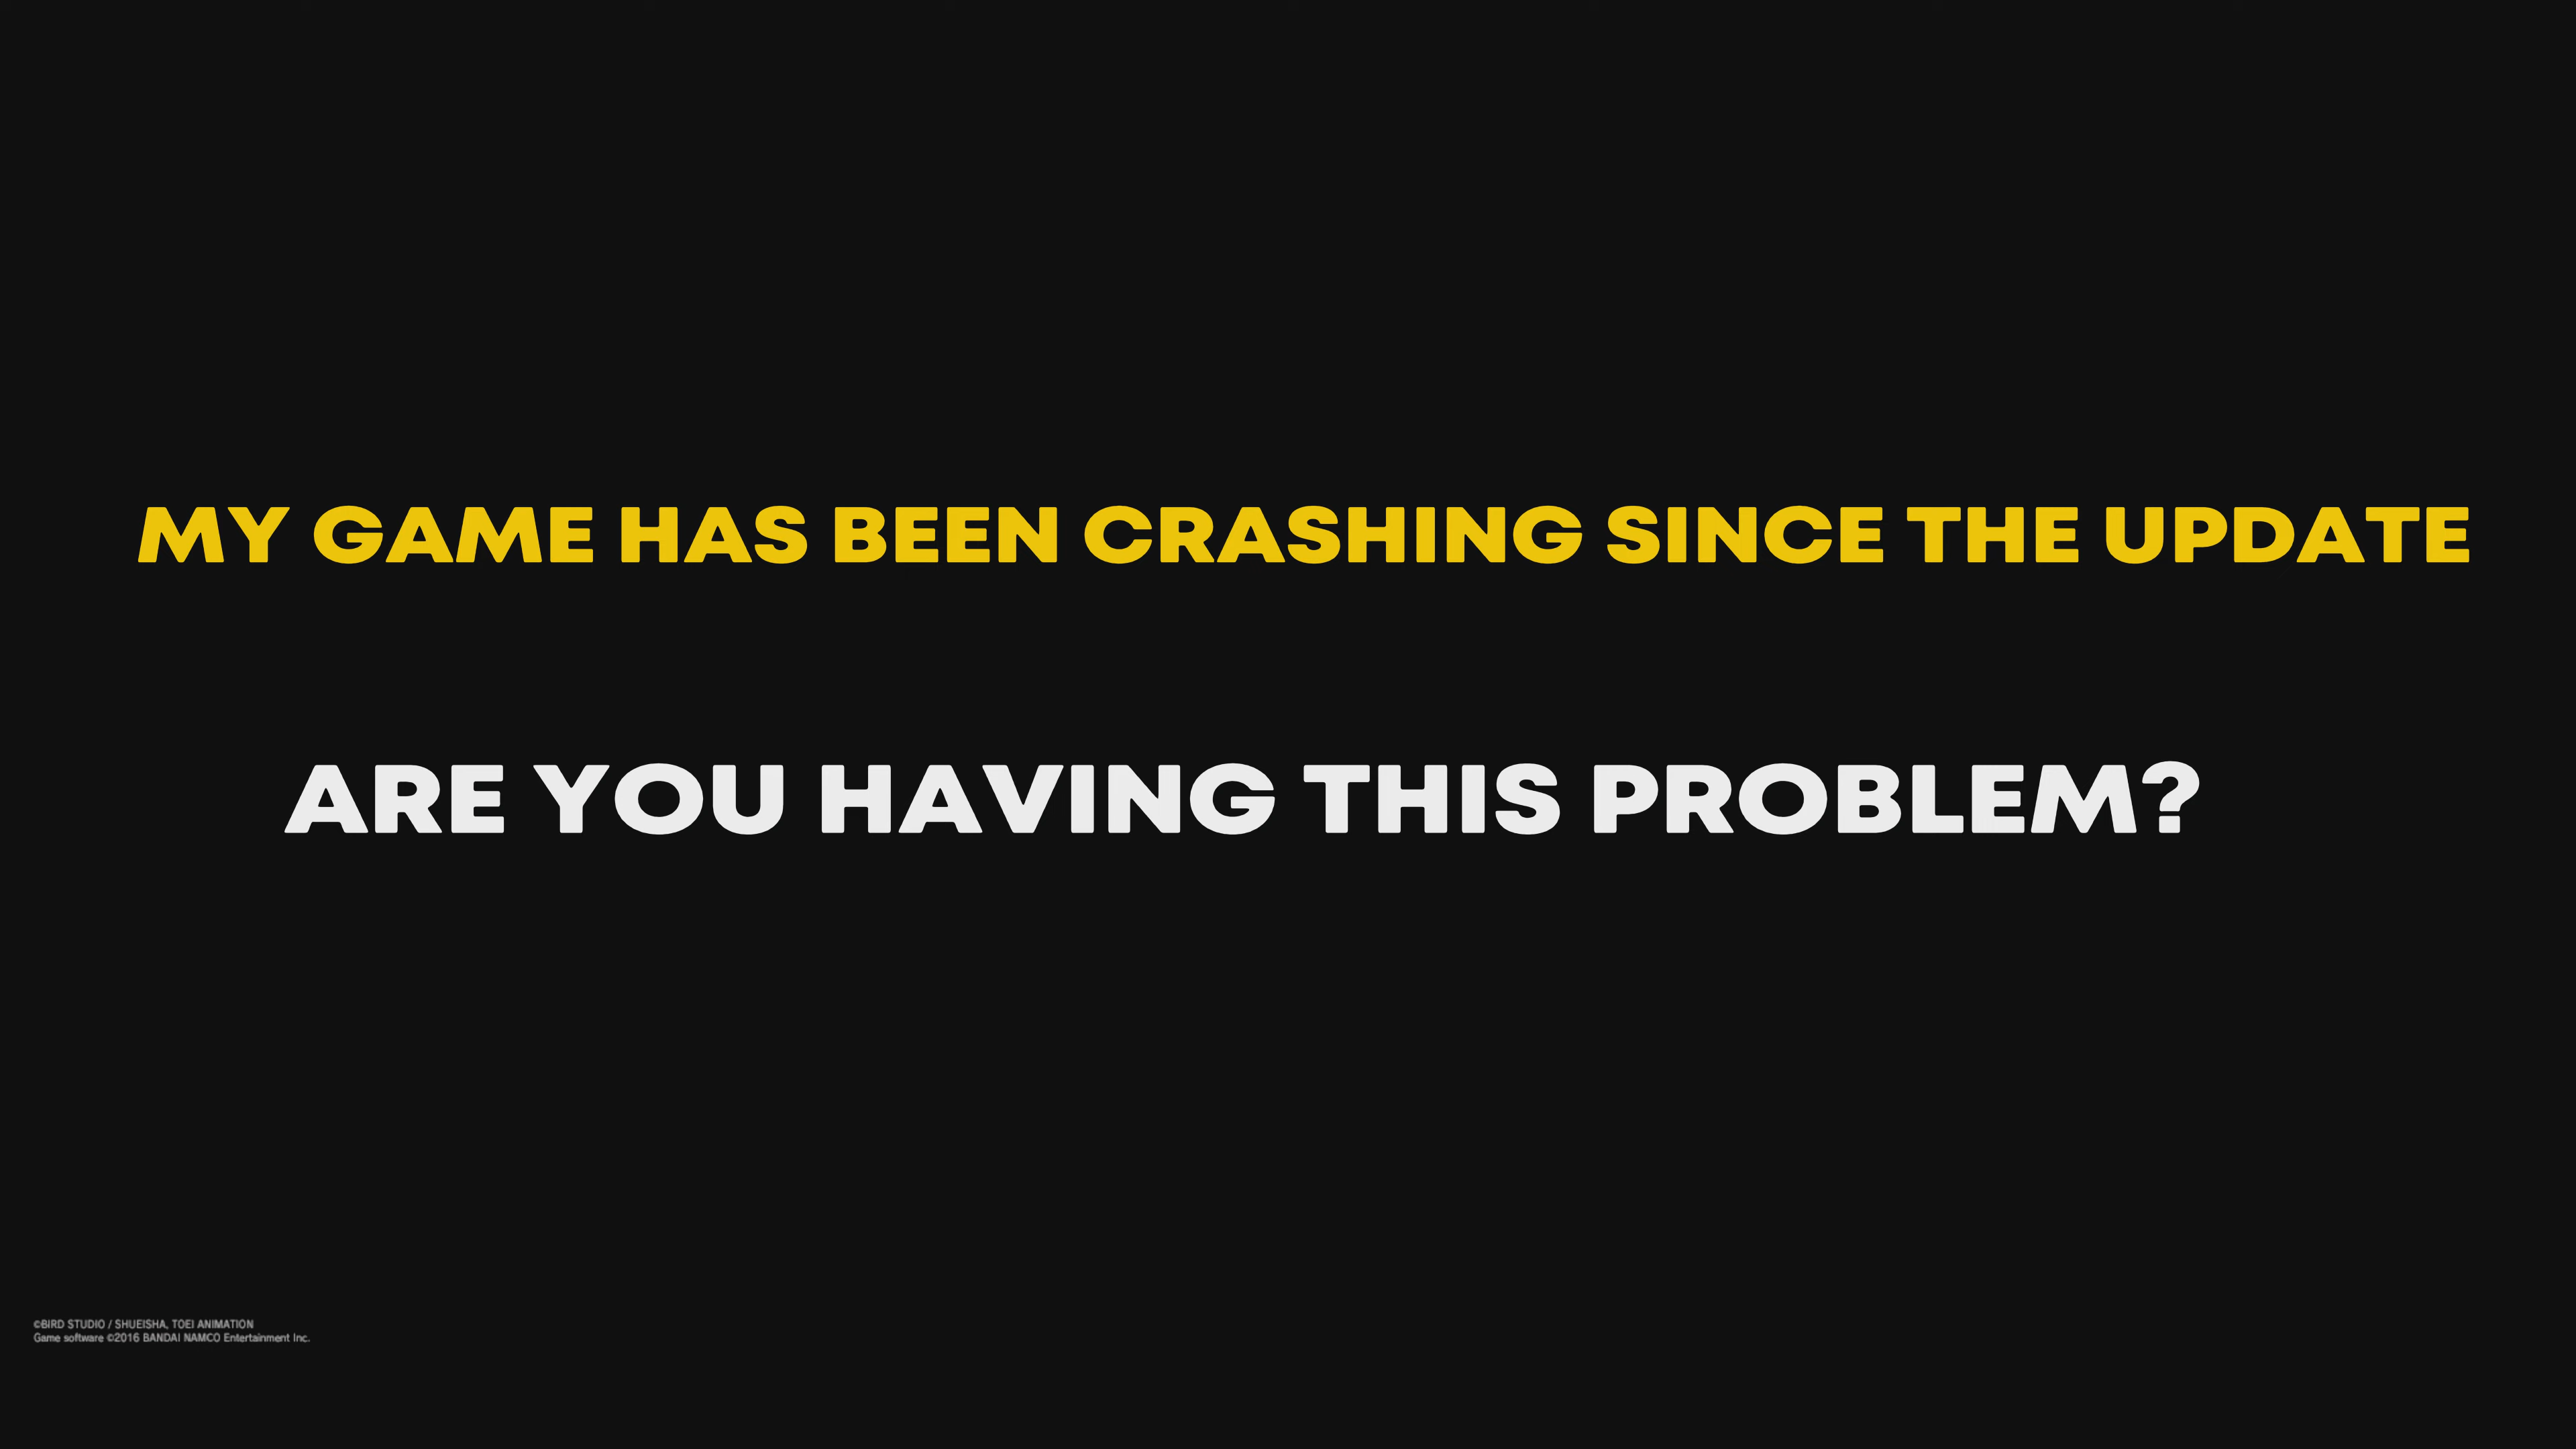 MY GAME HAS BEEN CRASHING SINCE THE UPDATE
ARE YOU HAVING THIS PROBLEM?
©BIRD STUDIO / SHUEISHA, TOEI ANIMATION
Game software ©2016 BANDAI NAMCO Entertainment Inc.